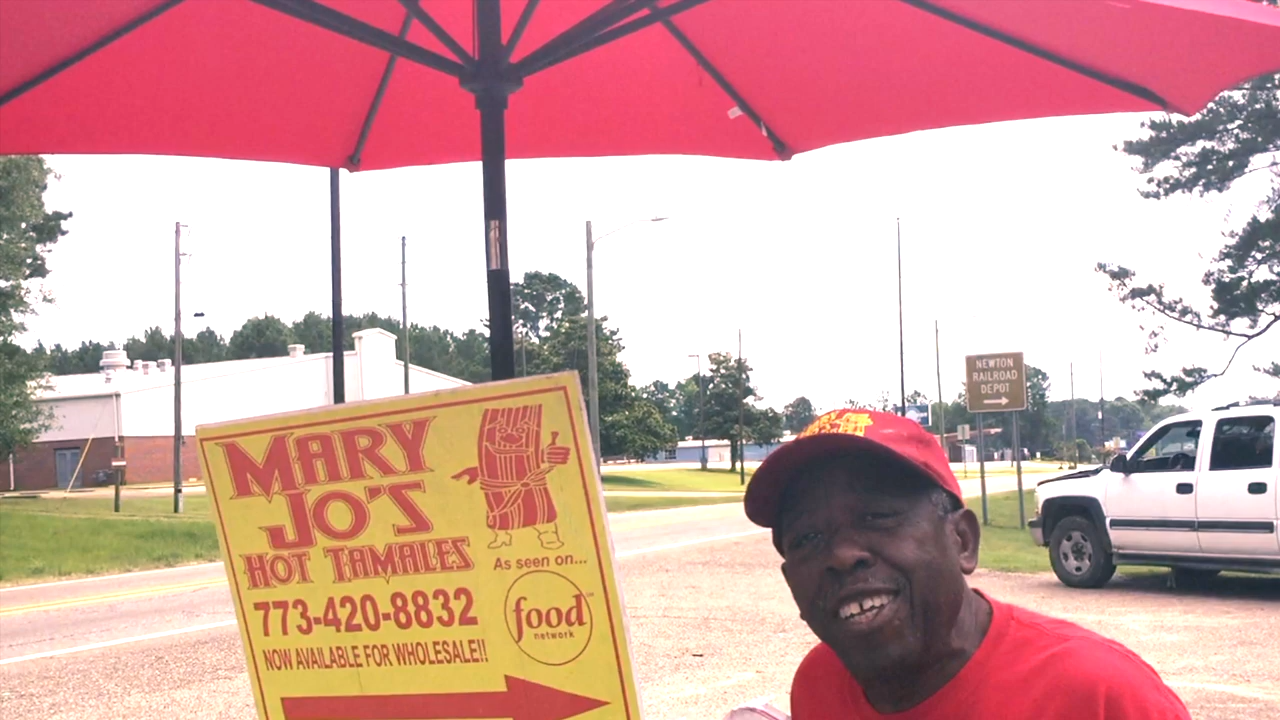 MARY
JO'S
HOT TAMALES
773-420-8832
NOW AVAILABLE FOR WHOLESALE!!
As seen on...
food
network
NEWTON
RAILROAD
DEPOT